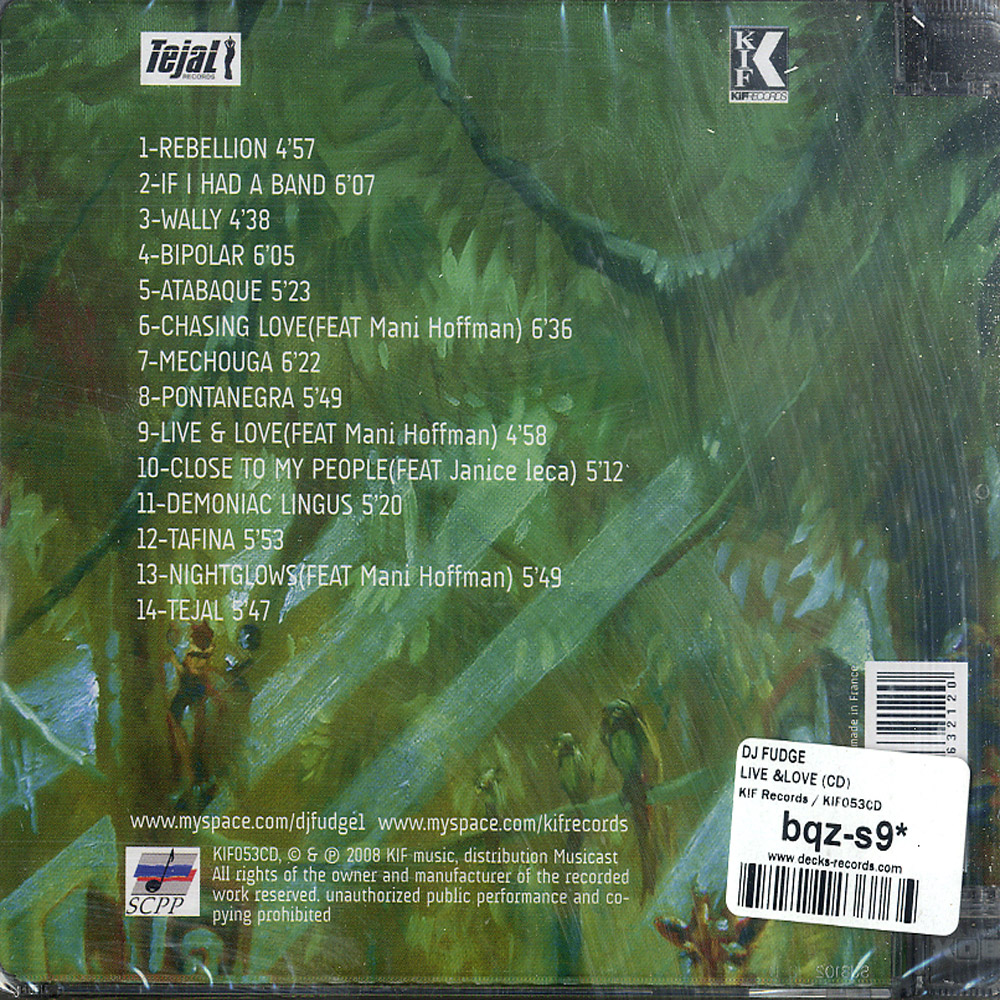 Tejal
RECORDS
KIF
KIFRECORDS
1-REBELLION 4'57
2-IF I HAD A BAND 6'07
3-WALLY 4'38
4-BIPOLAR 6'05
5-ATABAQUE 5'23
6-CHASING LOVE(FEAT Mani Hoffman) 6'36
7-MECHOUGA 6'22
8-PONTANEGRA 5'49
9-LIVE & LOVE(FEAT Mani Hoffman) 4'58
10-CLOSE TO MY PEOPLE(FEAT Janice leca) 5'12
11-DEMONIAC LINGUS 5'20
12-TAFINA 5'53
13-NIGHTGLOWS(FEAT Mani Hoffman) 5'49
14-TEJAL 5'47
made in France
632120
DJ FUDGE
LIVE &LOVE (CD)
KIF Records / KIF053CD
bqz-s9*
www.decks-records.com
www.myspace.com/djfudge1 www.myspace.com/kifrecords
SCPP
KIF053CD, © & ℗ 2008 KIF music, distribution Musicast
All rights of the owner and manufacturer of the recorded
work reserved. unauthorized public performance and co-
pying prohibited